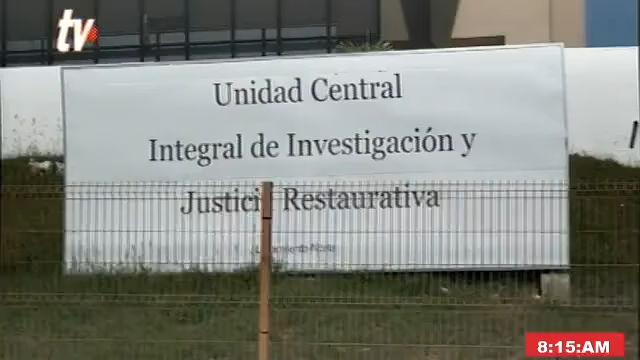 tv
Unidad Central
Integral de Investigación y
Justicia Restaurativa
8:15:AM